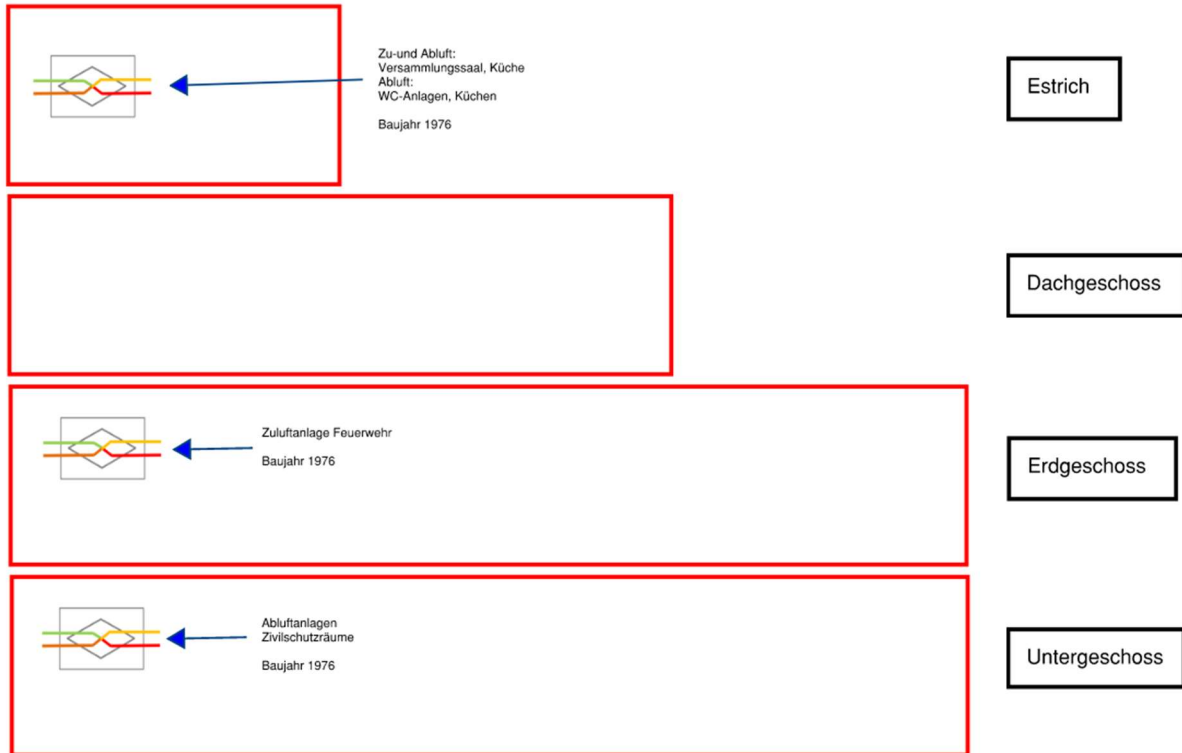 Zu-und Abluft:
Versammlungssaal, Küche
Abluft:
WC-Anlagen, Küchen
Baujahr 1976
Estrich
Dachgeschoss
Zuluftanlage Feuerwehr
Baujahr 1976
Erdgeschoss
Abluftanlagen
Zivilschutzräume
Baujahr 1976
Untergeschoss